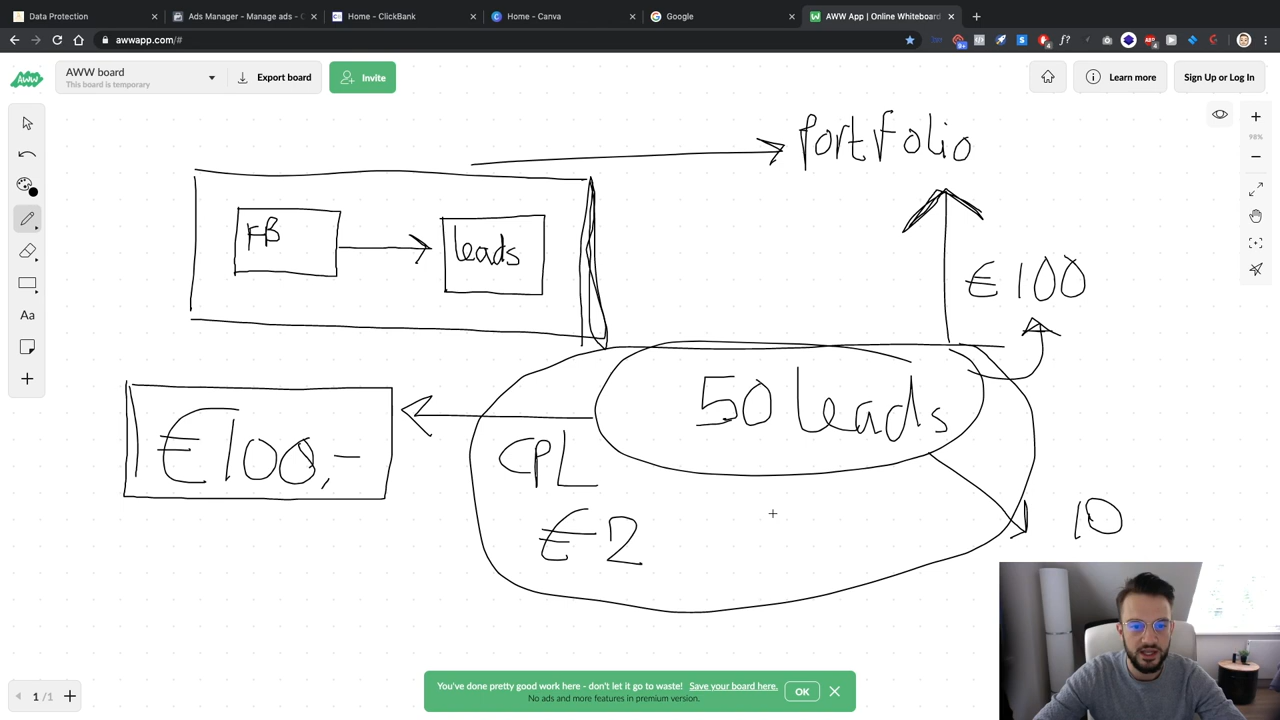 Data Protection
Ads Manager - Manage ads - C
Home - ClickBank
Home - Canva
Google
AWW App | Online Whiteboard
awwapp.com/#
AWW board
This board is temporary
Export board
Invite
Learn more
Sign Up or Log In
98%
Portfolio
FB
leads
€ 100
50 leads
€100,-
CPL
€ 2
10
Aa
1 / 1
You've done pretty good work here - don't let it go to waste! Save your board here.
No ads and more features in premium version.
OK